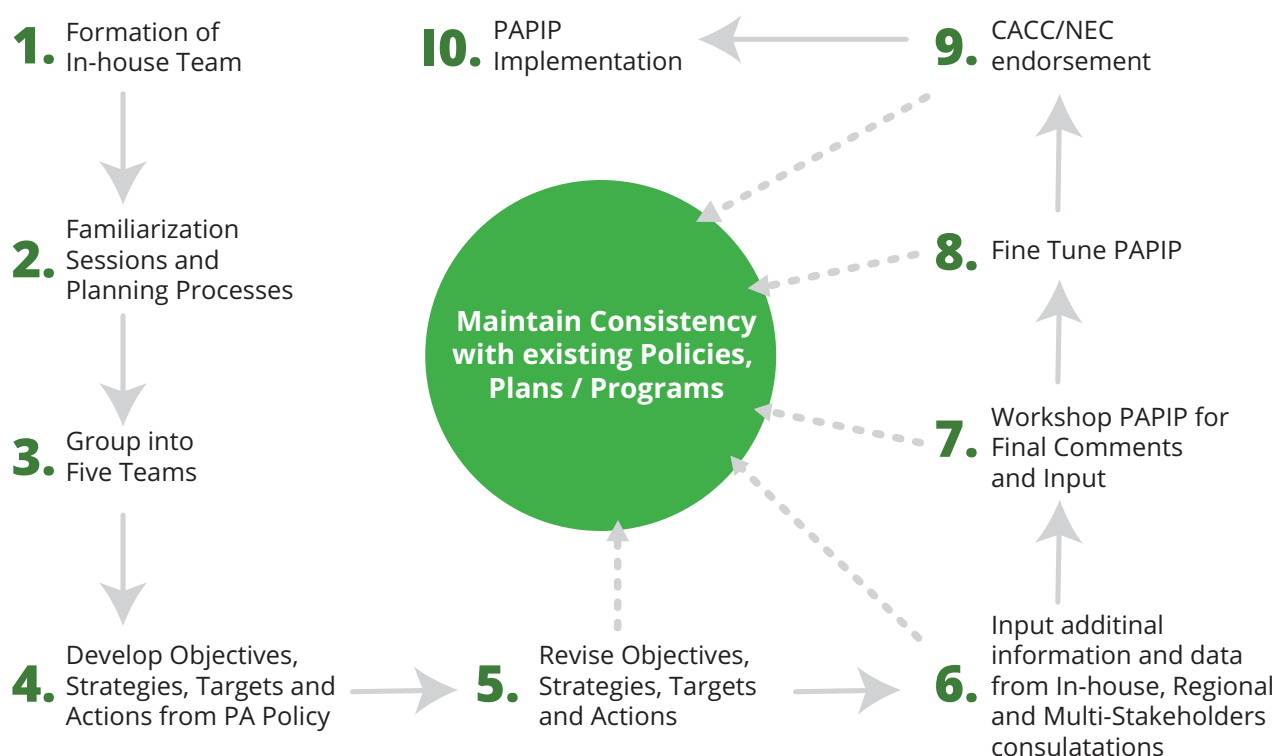 1. Formation of
In-house Team
2. Familiarization
Sessions and
Planning Processes
3. Group into
Five Teams
4. Develop Objectives,
Strategies, Targets and
Actions from PA Policy
5. Revise Objectives,
Strategies, Targets
and Actions
6. Input additinal
information and data
from In-house, Regional
and Multi-Stakeholders
consulatations
7. Workshop PAPIP for
Final Comments
and Input
8. Fine Tune PAPIP
9. CACC/NEC
endorsement
10. PAPIP
Implementation
Maintain Consistency
with existing Policies,
Plans / Programs